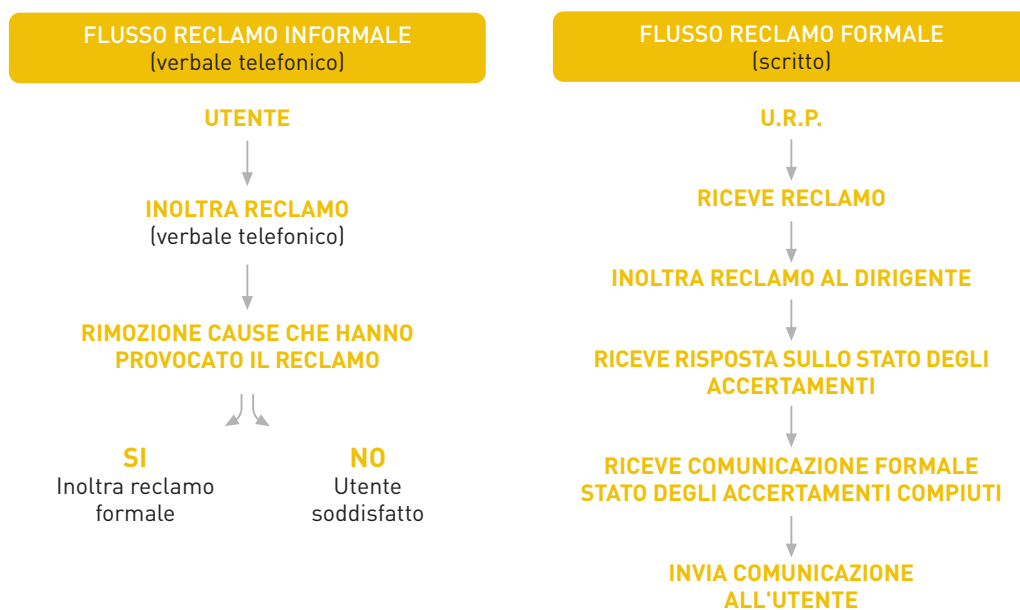 FLUSSO RECLAMO INFORMALE
(verbale telefonico)
UTENTE
INOLTRA RECLAMO
(verbale telefonico)
RIMOZIONE CAUSE CHE HANNO
PROVOCATO IL RECLAMO
SI
Inoltra reclamo
formale
NO
Utente
soddisfatto
FLUSSO RECLAMO FORMALE
(scritto)
U.R.P.
RICEVE RECLAMO
INOLTRA RECLAMO AL DIRIGENTE
RICEVE RISPOSTA SULLO STATO DEGLI
ACCERTAMENTI
RICEVE COMUNICAZIONE FORMALE
STATO DEGLI ACCERTAMENTI COMPIUTI
INVIA COMUNICAZIONE
ALL'UTENTE